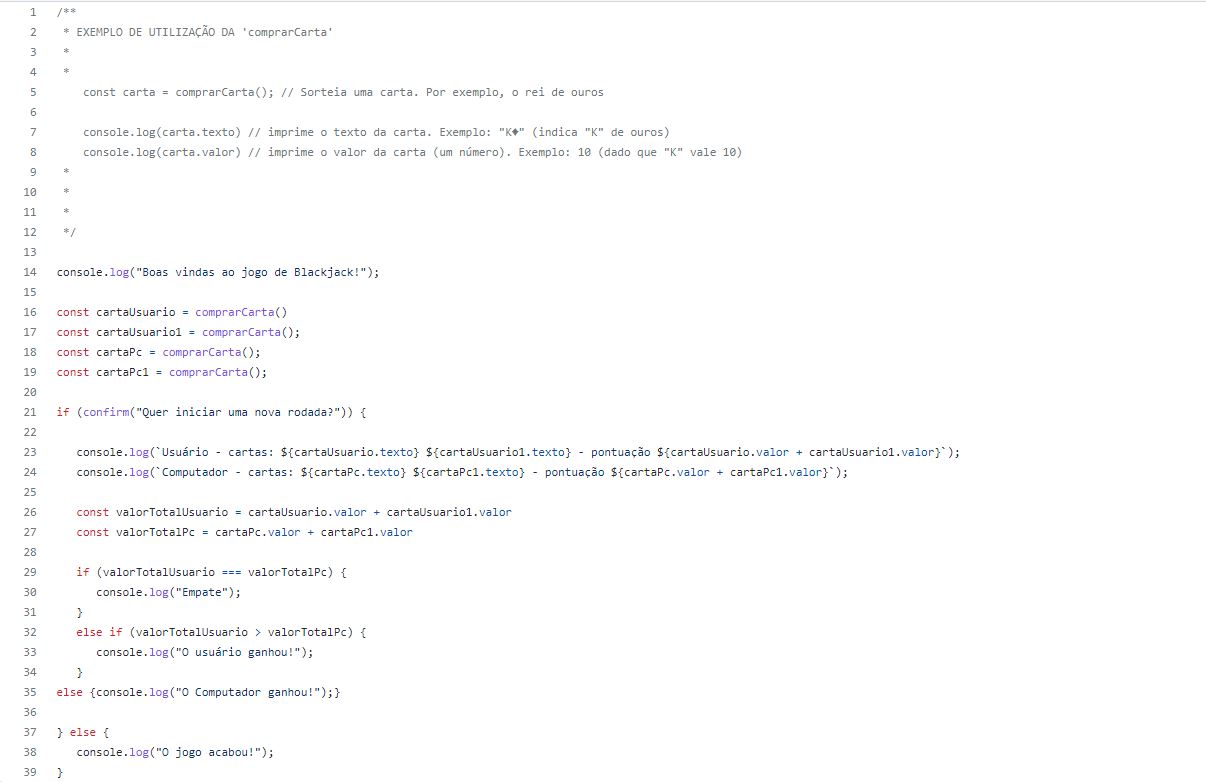 1 /**
2 * EXEMPLO DE UTILIZAÇÃO DA 'comprarCarta'
3 *
4 *
5 const carta = comprarCarta(); // Sorteia uma carta. Por exemplo, o rei de ouros
6
7 console.log(carta.texto) // imprime o texto da carta. Exemplo: "K♦" (indica "K" de ouros)
8 console.log(carta.valor) // imprime o valor da carta (um número). Exemplo: 10 (dado que "K" vale 10)
9 *
10 *
11 *
12 */
13
14 console.log("Boas vindas ao jogo de Blackjack!");
15
16 const cartaUsuario = comprarCarta()
17 const cartaUsuario1 = comprarCarta();
18 const cartaPc = comprarCarta();
19 const cartaPc1 = comprarCarta();
20
21 if (confirm("Quer iniciar uma nova rodada?")) {
22
23 console.log(`Usuário - cartas: ${cartaUsuario.texto} ${cartaUsuario1.texto} - pontuação ${cartaUsuario.valor + cartaUsuario1.valor}`);
24 console.log(`Computador - cartas: ${cartaPc.texto} ${cartaPc1.texto} - pontuação ${cartaPc.valor + cartaPc1.valor}`);
25
26 const valorTotalUsuario = cartaUsuario.valor + cartaUsuario1.valor
27 const valorTotalPc = cartaPc.valor + cartaPc1.valor
28
29 if (valorTotalUsuario === valorTotalPc) {
30 console.log("Empate");
31 }
32 else if (valorTotalUsuario > valorTotalPc) {
33 console.log("O usuário ganhou!");
34 }
35 else {console.log("O Computador ganhou!");}
36
37 } else {
38 console.log("O jogo acabou!");
39 }